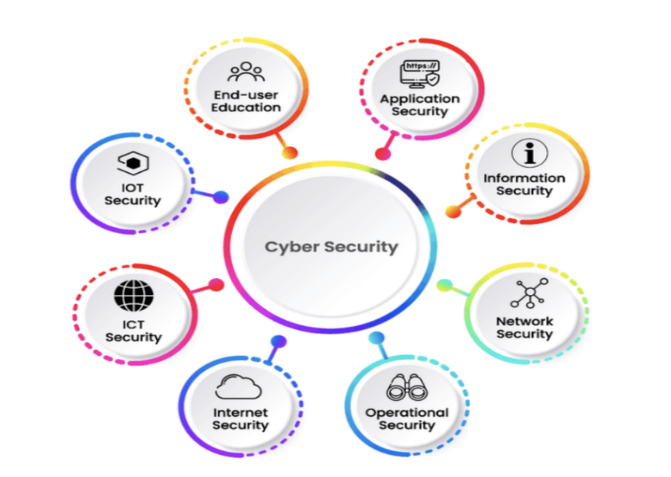 End-user
Education
https://
Application
Security
i
Information
Security
IOT
Security
Cyber Security
ICT
Security
Network
Security
Internet
Security
Operational
Security